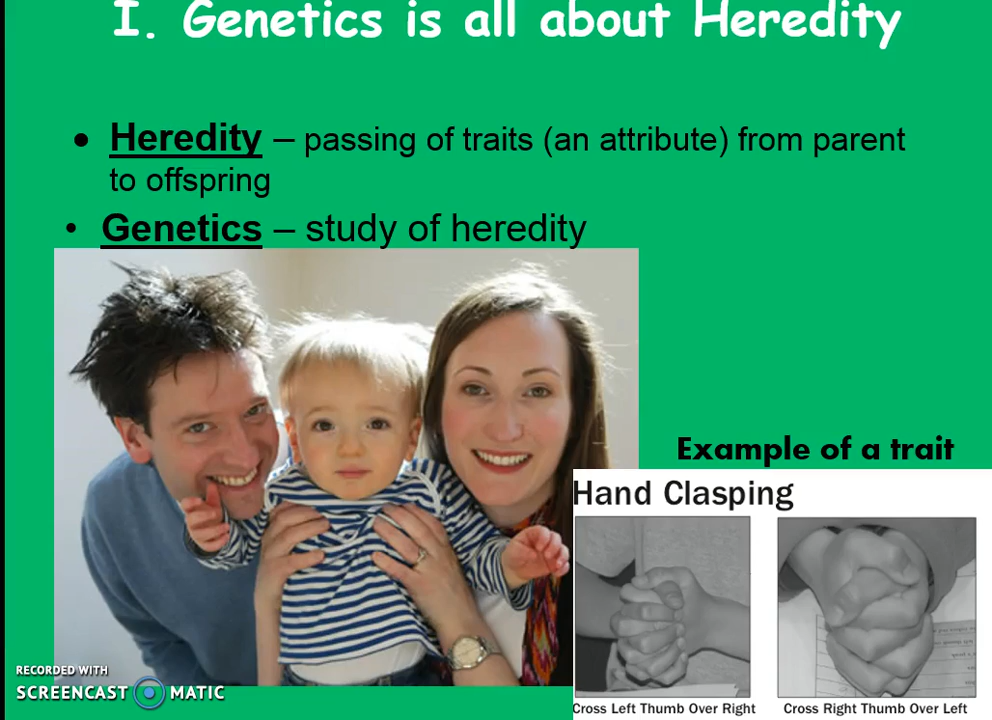 I. Genetics is all about Heredity
• Heredity – passing of traits (an attribute) from parent
to offspring
• Genetics – study of heredity
Example of a trait
Hand Clasping
Cross Left Thumb Over Right
Cross Right Thumb Over Left
RECORDED WITH
SCREENCAST MATIC